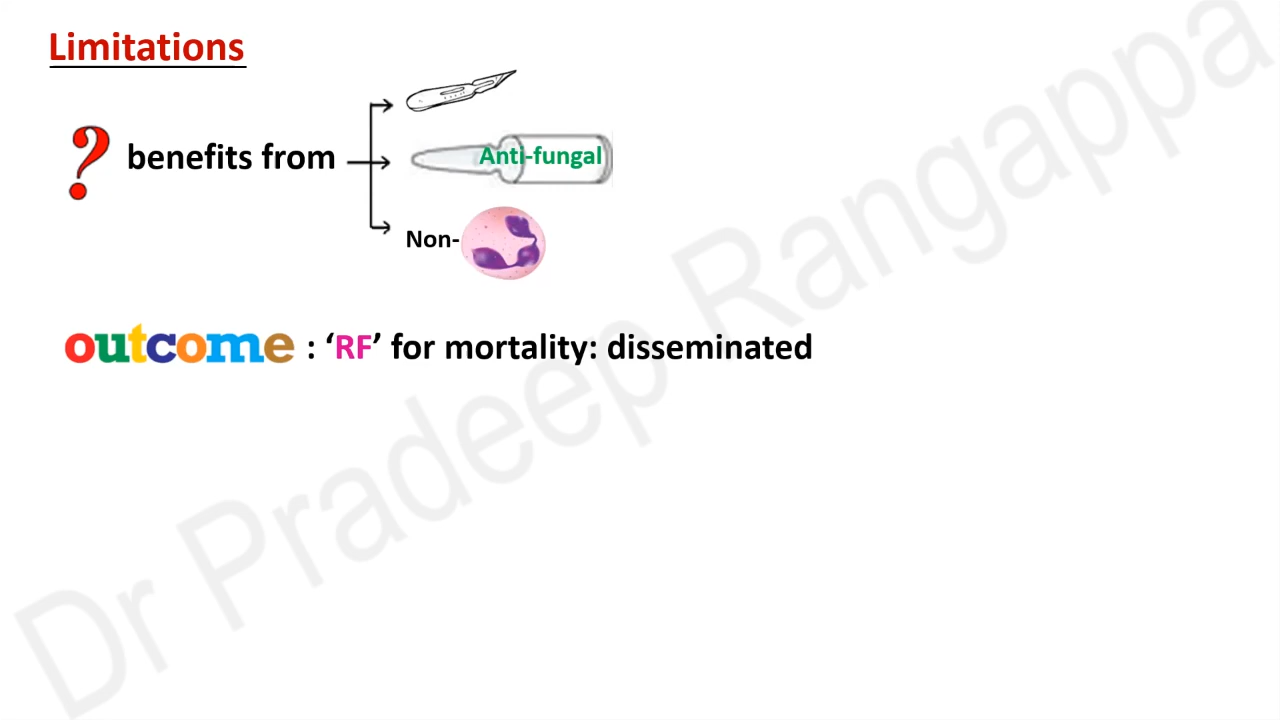 Limitations
? benefits from
Anti-fungal
Non-
outcome : ‘RF’ for mortality: disseminated
Dr Pradeep Rangappa